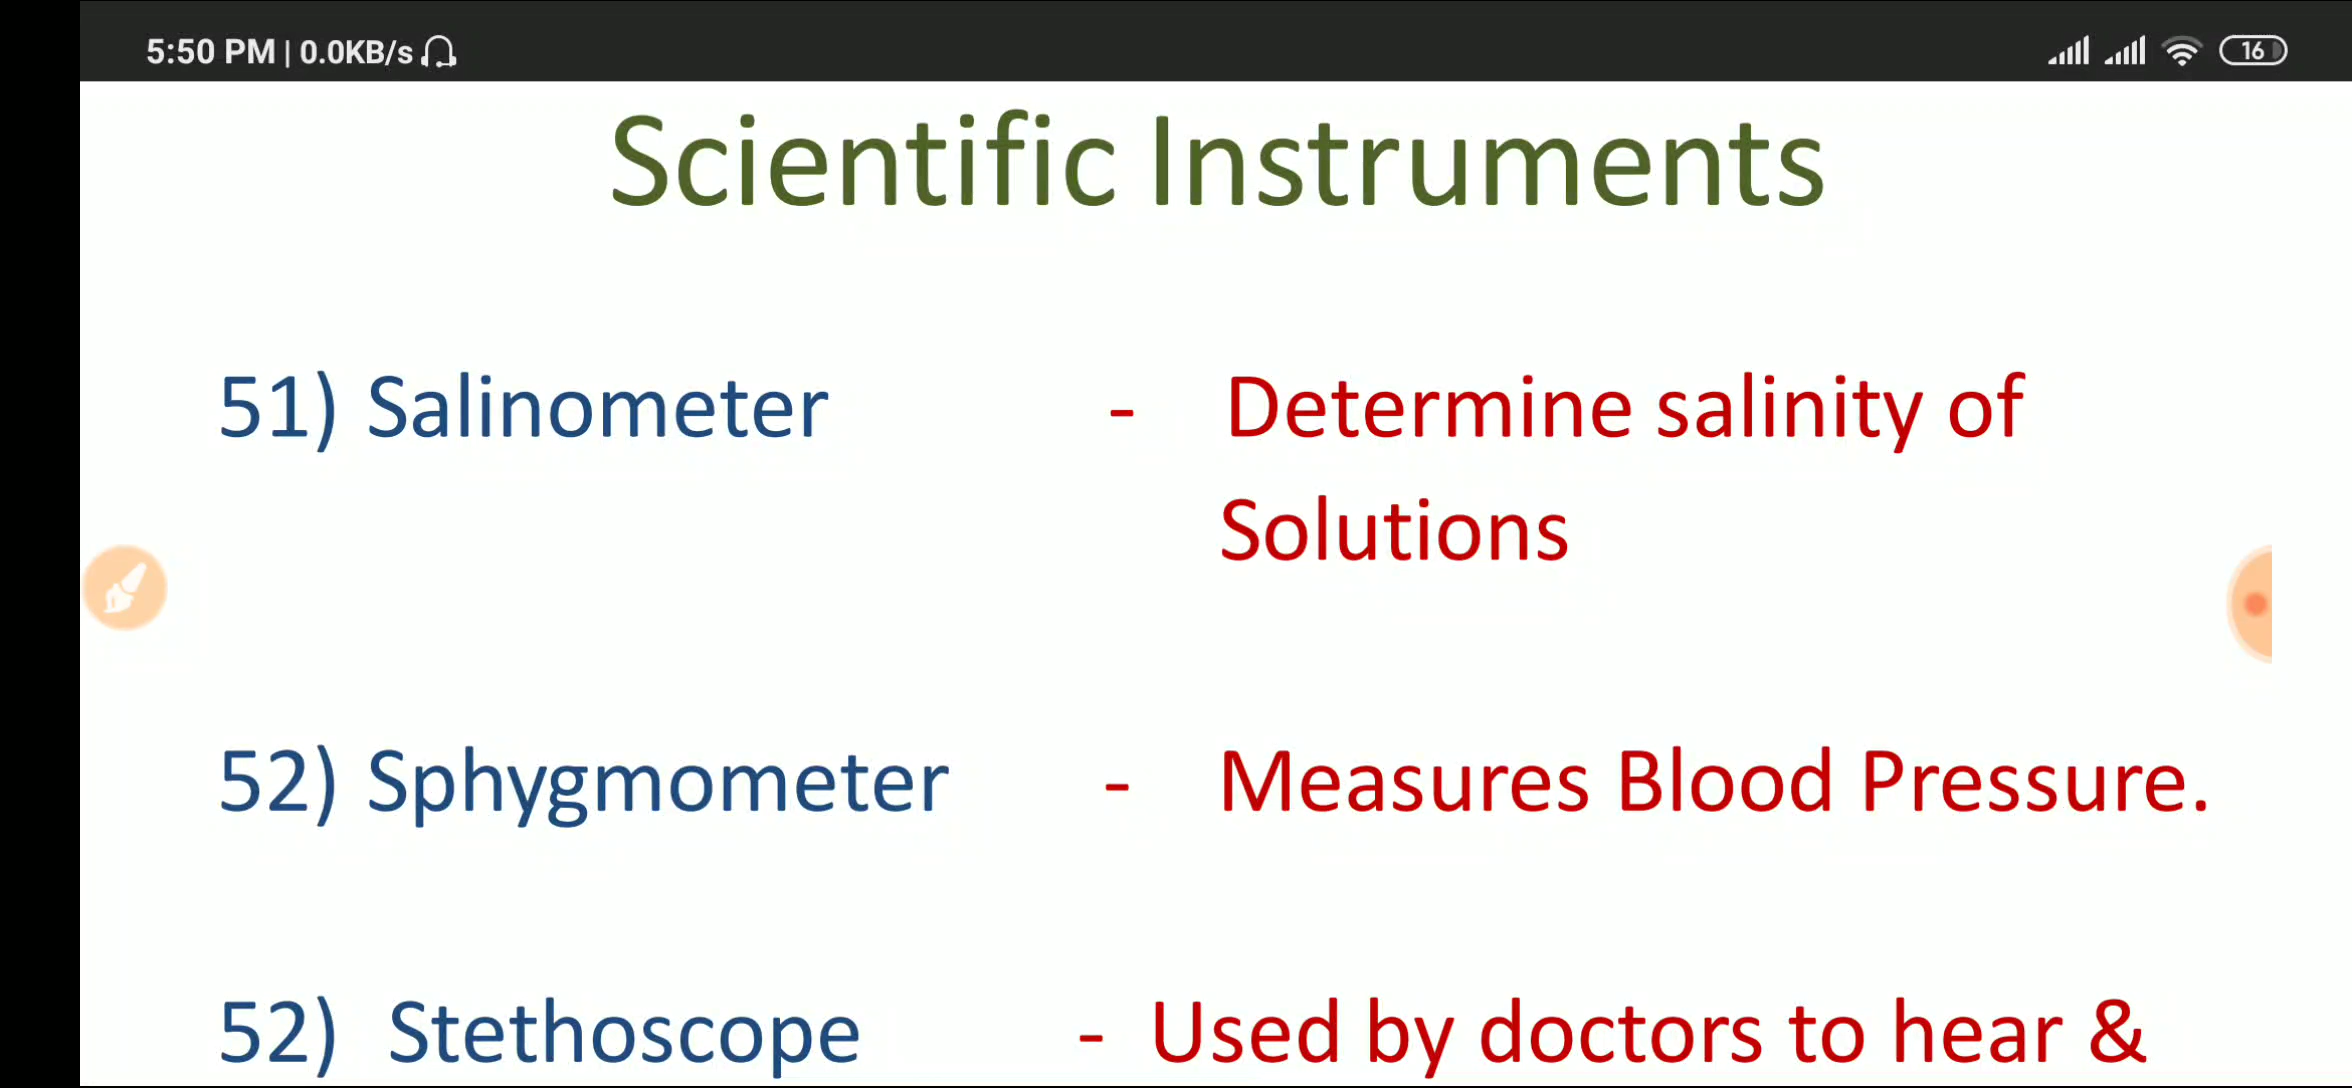 5:50 PM | 0.0KB/s
16
Scientific Instruments
51) Salinometer - Determine salinity of
Solutions
52) Sphygmometer - Measures Blood Pressure.
52) Stethoscope - Used by doctors to hear &